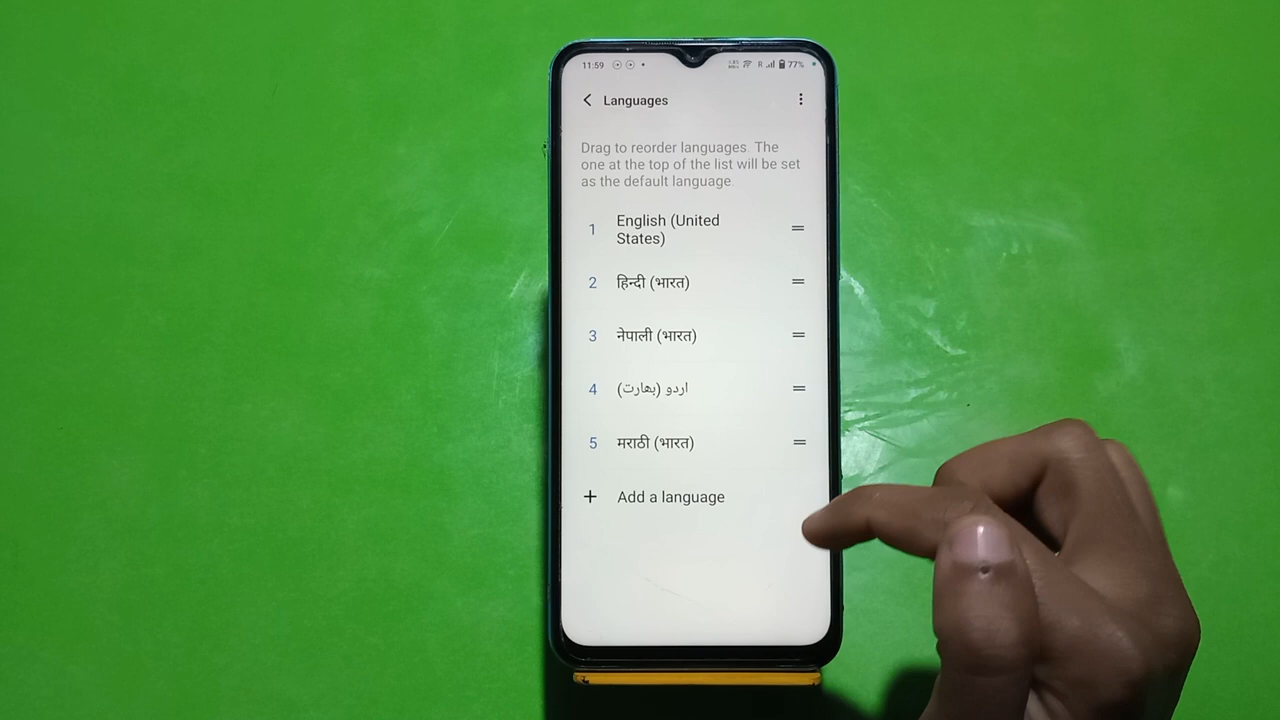 11:59
R
77%
Languages
Drag to reorder languages. The
one at the top of the list will be set
as the default language.
1
English (United
States)
2
हिन्दी (भारत)
3
नेपाली (भारत)
4
اردو (بھارت)
5
मराठी (भारत)
+ Add a language